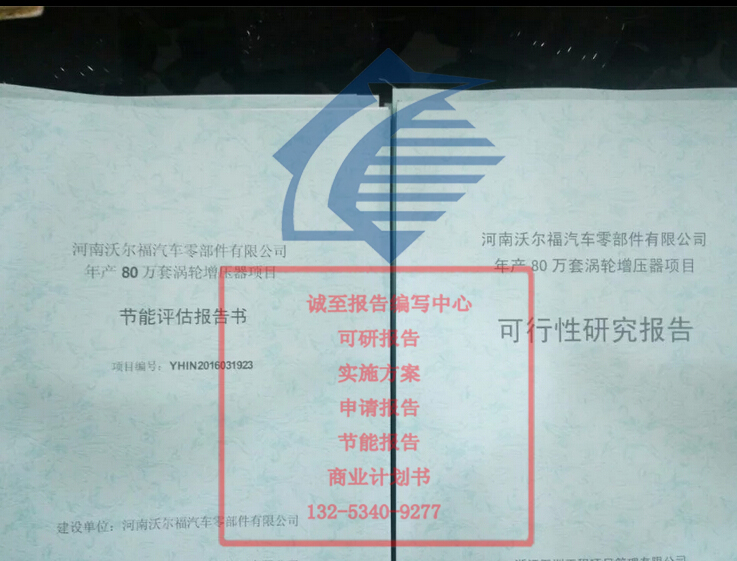 河南沃尔福汽车零部件有限公司
年产 80 万套涡轮增压器项目
节能评估报告书
项目编号：YHIN2016031923
建设单位：河南沃尔福汽车零部件有限公司
河南沃尔福汽车零部件有限公司
年产 80 万套涡轮增压器项目
可行性研究报告
诚至报告编写中心
可研报告
实施方案
申请报告
节能报告
商业计划书
132-5340-9277